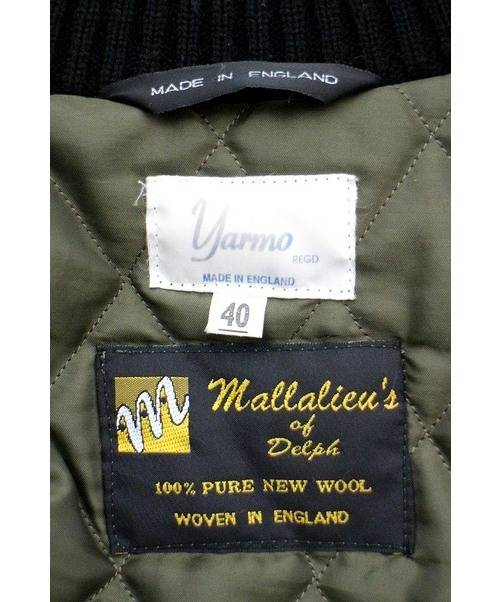 MADE IN ENGLAND
Yarmo
REGD
MADE IN ENGLAND
40
Mallalieu's
of
Delph
100% PURE NEW WOOL
WOVEN IN ENGLAND